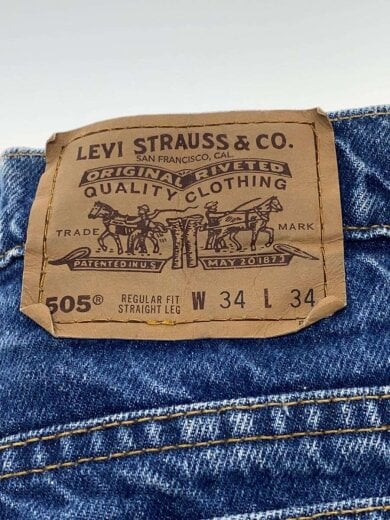 LEVI STRAUSS & CO.
SAN FRANCISCO, CAL.
ORIGINAL RIVETED
QUALITY CLOTHING
TRADE MARK
PATENTED IN U.S. MAY 20 1873
505® REGULAR FIT STRAIGHT LEG W 34 L 34